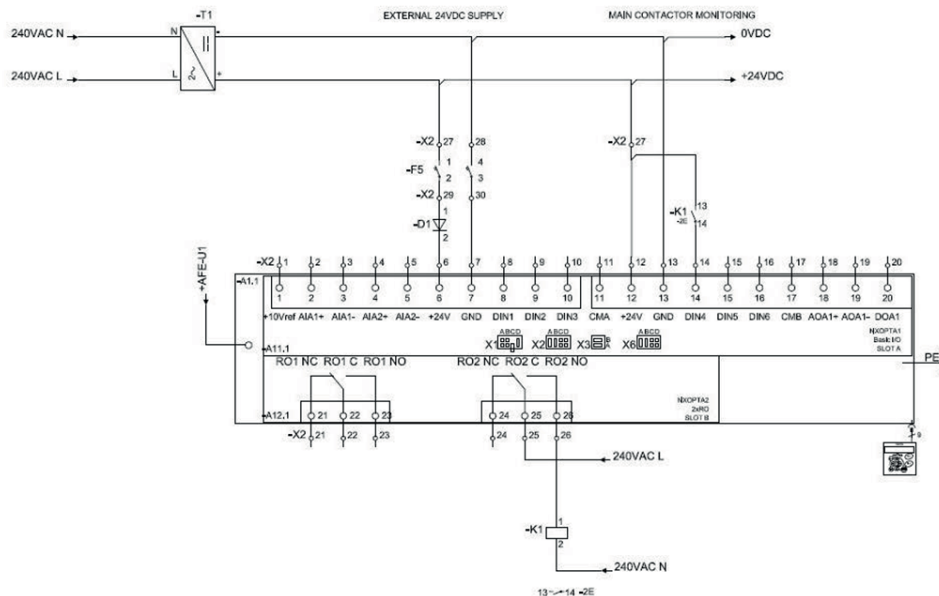 -T1 EXTERNAL 24VDC SUPPLY MAIN CONTACTOR MONITORING
240VAC N N - 0VDC
240VAC L L + +24VDC
-X2 27 28 -X2 27
-F5 1 2 4 3
-X2 29 30
-K1 13
-2E 14
-D1 1 2
+AFE-U1
-X2 1 2 3 4 5 6 7 8 9 10 11 12 13 14 15 16 17 18 19 20
-A1.1
1 2 3 4 5 6 7 8 9 10 11 12 13 14 15 16 17 18 19 20
+10Vref AIA1+ AIA1- AIA2+ AIA2- +24V GND DIN1 DIN2 DIN3 CMA +24V GND DIN4 DIN5 DIN6 CMB AOA1+ AOA1- DOA1
ABCD ABCD ABCD
X1 X2 X3 B A X6
NXOPTA1
Basic I/O
SLOT A
-A11.1
PE
RO1 NC RO1 C RO1 NO RO2 NC RO2 C RO2 NO
NXOPTA2
2xRO
SLOT B
-A12.1 21 22 23 24 25 26
-X2 21 22 23 24 25 26
9
240VAC L
-K1 1 2
240VAC N
13 14 -2E